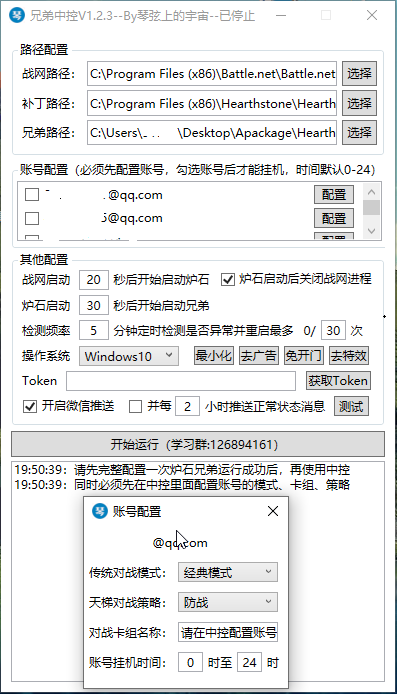 兄弟中控V1.2.3--By琴弦上的宇宙--已停止
路径配置
战网路径： C:\Program Files (x86)\Battle.net\Battle.net 选择
补丁路径： C:\Program Files (x86)\Hearthstone\Hearth 选择
兄弟路径： C:\Users\ \Desktop\Apackage\Hearth 选择
账号配置（必须先配置账号，勾选账号后才能挂机，时间默认0-24）
@qq.com 配置
@qq.com 配置
其他配置
战网启动 20 秒后开始启动炉石 炉石启动后关闭战网进程
炉石启动 30 秒后开始启动兄弟
检测频率 5 分钟定时检测是否异常并重启最多 0/ 30 次
操作系统 Windows10 最小化 去广告 免开门 去特效
Token 获取Token
开启微信推送 并每 2 小时推送正常状态消息 测试
开始运行（学习群:126894161）
19:50:39：请先完整配置一次炉石兄弟运行成功后，再使用中控
19:50:39：同时必须先在中控里面配置账号的模式、卡组、策略
琴 账号配置
@qq.com
传统对战模式： 经典模式
天梯对战策略： 防战
对战卡组名称： 请在中控配置账号
账号挂机时间： 0 时至 24 时